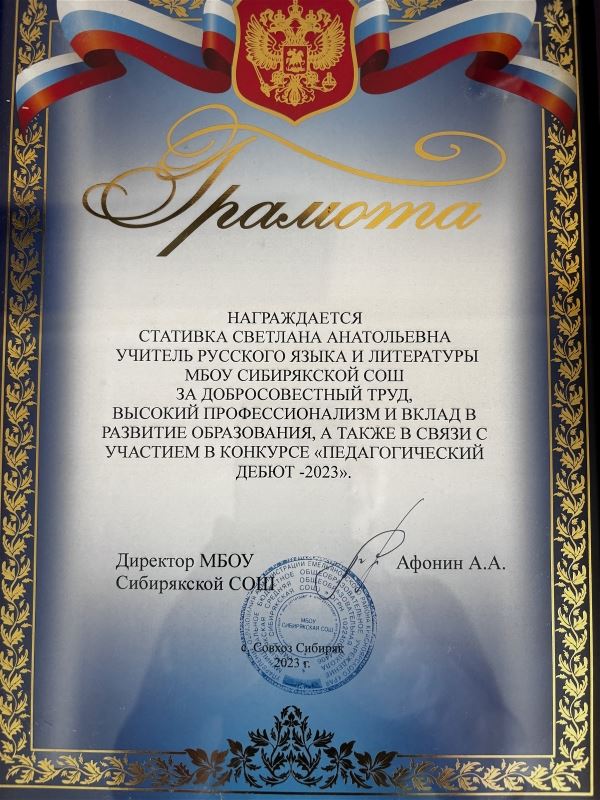 Грамота
НАГРАЖДАЕТСЯ
СТАТИВКА СВЕТЛАНА АНАТОЛЬЕВНА
УЧИТЕЛЬ РУССКОГО ЯЗЫКА И ЛИТЕРАТУРЫ
МБОУ СИБИРЯКСКОЙ СОШ
ЗА ДОБРОСОВЕСТНЫЙ ТРУД,
ВЫСОКИЙ ПРОФЕССИОНАЛИЗМ И ВКЛАД В
РАЗВИТИЕ ОБРАЗОВАНИЯ, А ТАКЖЕ В СВЯЗИ С
УЧАСТИЕМ В КОНКУРСЕ «ПЕДАГОГИЧЕСКИЙ
ДЕБЮТ -2023».
Директор МБОУ Афонин А.А.
Сибирякской СОШ
МБОУ
СИБИРЯКСКАЯ СОШ
с. Совхоз Сибиряк
2023 г.